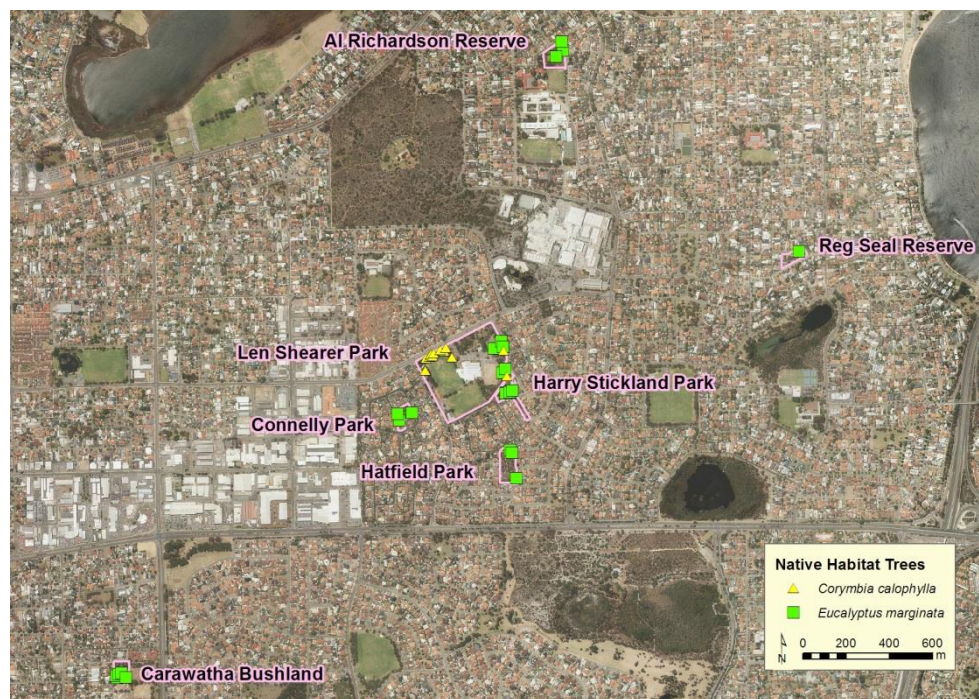 Al Richardson Reserve
Reg Seal Reserve
Len Shearer Park
Harry Stickland Park
Connelly Park
Hatfield Park
Carawatha Bushland
Native Habitat Trees
Corymbia calophylla
Eucalyptus marginata
N
0 200 400 600
m